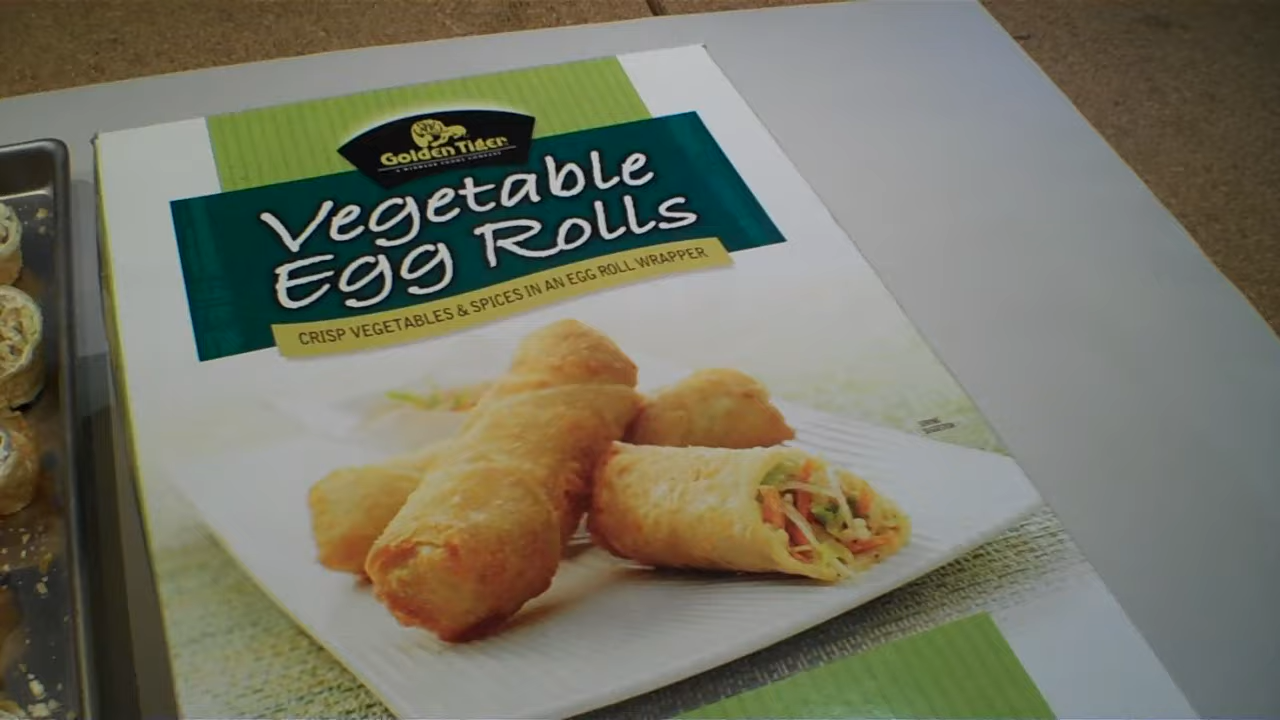 Golden Tiger
Vegetable
Egg Rolls
CRISP VEGETABLES & SPICES IN AN EGG ROLL WRAPPER